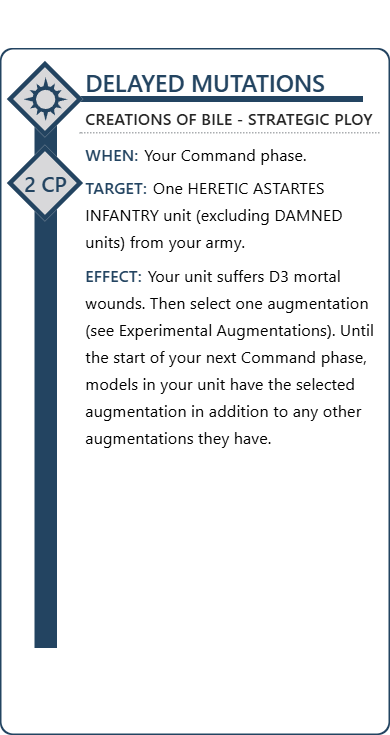 DELAYED MUTATIONS
CREATIONS OF BILE - STRATEGIC PLOY
2 CP
WHEN: Your Command phase.
TARGET: One HERETIC ASTARTES
INFANTRY unit (excluding DAMNED
units) from your army.
EFFECT: Your unit suffers D3 mortal
wounds. Then select one augmentation
(see Experimental Augmentations). Until
the start of your next Command phase,
models in your unit have the selected
augmentation in addition to any other
augmentations they have.